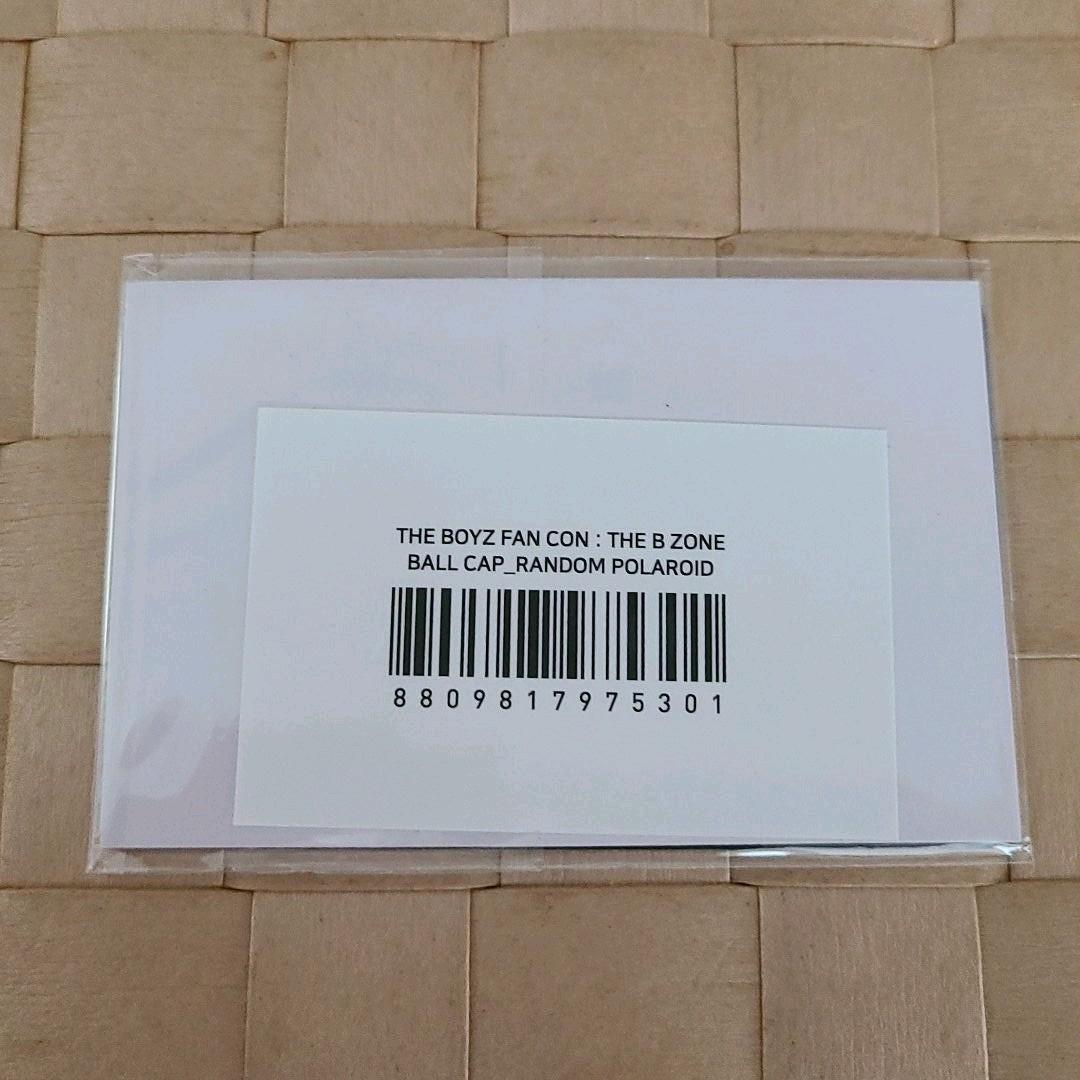 THE BOYZ FAN CON : THE B ZONE
BALL CAP_RANDOM POLAROID
8809817975301